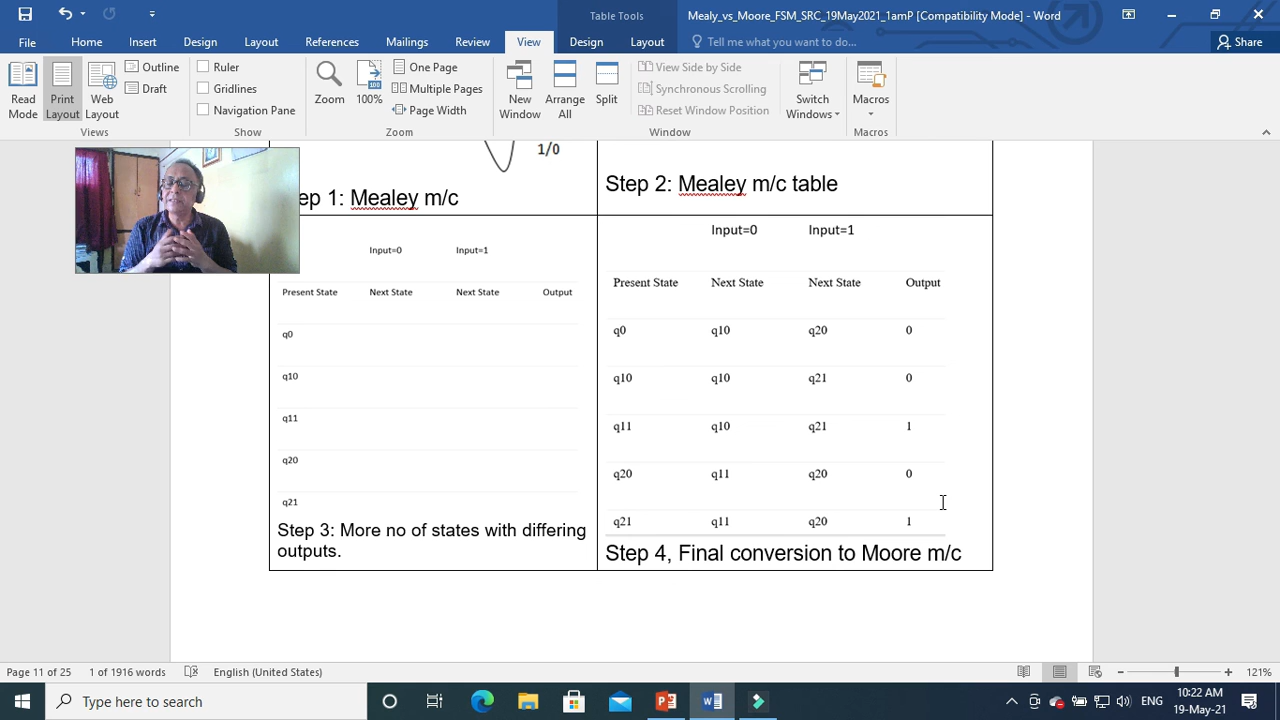 Table Tools
Mealy_vs_Moore_FSM_SRC_19May2021_1amP [Compatibility Mode] - Word
File Home Insert Design Layout References Mailings Review View Design Layout Tell me what you want to do... Share
Read Mode
Print Layout
Web Layout
Outline
Draft
Views
Ruler
Gridlines
Navigation Pane
Show
Zoom
100%
One Page
Multiple Pages
Page Width
Zoom
New Window
Arrange All
Split
View Side by Side
Synchronous Scrolling
Reset Window Position
Window
Switch Windows
Macros
Macros
1/0
ep 1: Mealey m/c
Step 2: Mealey m/c table
Input=0 Input=1
Present State Next State Next State Output
q0
q10
q11
q20
q21
Step 3: More no of states with differing
outputs.
Input=0 Input=1
Present State Next State Next State Output
q0 q10 q20 0
q10 q10 q21 0
q11 q10 q21 1
q20 q11 q20 0
q21 q11 q20 1
Step 4, Final conversion to Moore m/c
Page 11 of 25 1 of 1916 words English (United States) 121%
Type here to search
ENG
10:22 AM
19-May-21